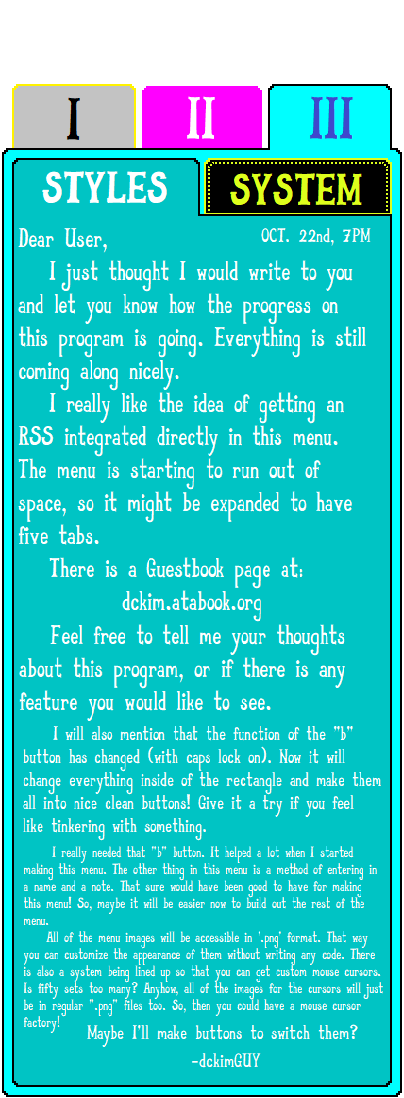 I II III
STYLES SYSTEM
Dear User, OCT. 22nd, 7PM
I just thought I would write to you
and let you know how the progress on
this program is going. Everything is still
coming along nicely.
I really like the idea of getting an
RSS integrated directly in this menu.
The menu is starting to run out of
space, so it might be expanded to have
five tabs.
There is a Guestbook page at:
dckim.atabook.org
Feel free to tell me your thoughts
about this program, or if there is any
feature you would like to see.
I will also mention that the function of the "b"
button has changed (with caps lock on). Now it will
change everything inside of the rectangle and make them
all into nice clean buttons! Give it a try if you feel
like tinkering with something.
I really needed that "b" button. It helped a lot when I started
making this menu. The other thing in this menu is a method of entering in
a name and a note. That sure would have been good to have for making
this menu! So, maybe it will be easier now to build out the rest of the
menu.
All of the menu images will be accessible in '.png' format. That way
you can customize the appearance of them without writing any code. There
is also a system being lined up so that you can get custom mouse cursors.
Is fifty sets too many? Anyhow, all of the images for the cursors will just
be in regular ".png" files too. So, then you could have a mouse cursor
factory!
Maybe I'll make buttons to switch them?
-dckimGUY